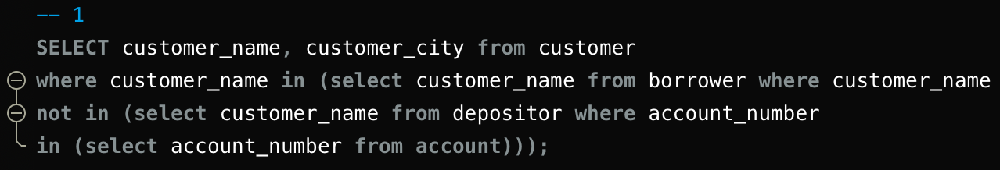 -- 1
SELECT customer_name, customer_city from customer
where customer_name in (select customer_name from borrower where customer_name
not in (select customer_name from depositor where account_number
in (select account_number from account)));